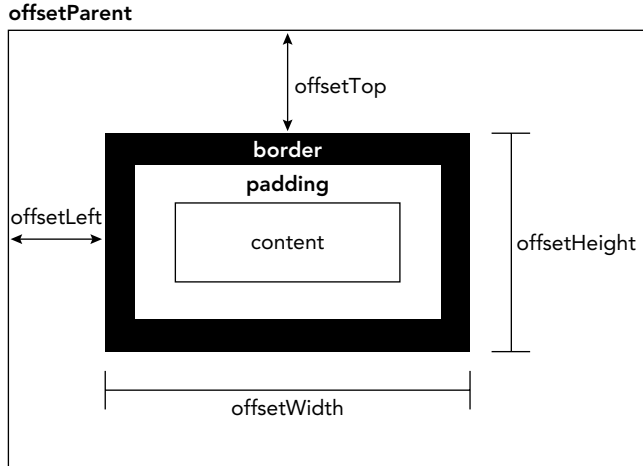 offsetParent
offsetTop
border
padding
offsetLeft
content
offsetHeight
offsetWidth